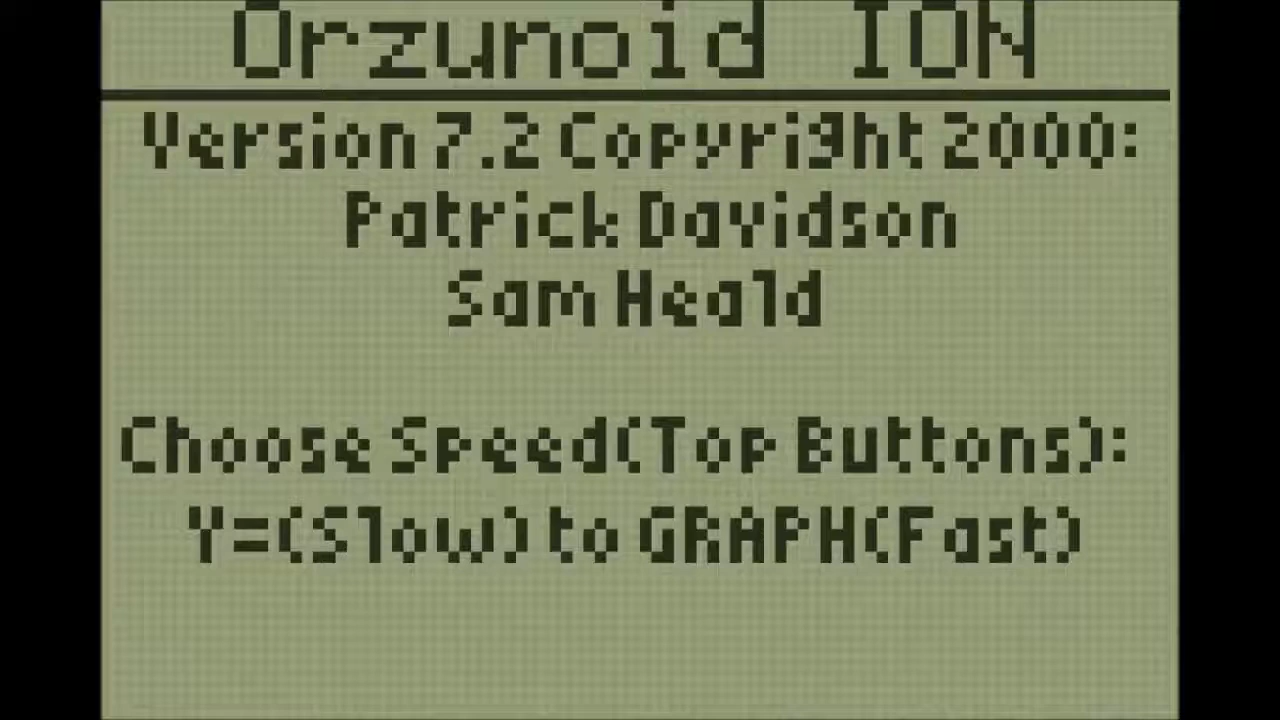 Orzunoid ION
Version 7.2 Copyright 2000:
Patrick Davidson
Sam Heald
Choose Speed(Top Buttons):
Y=(Slow) to GRAPH(Fast)